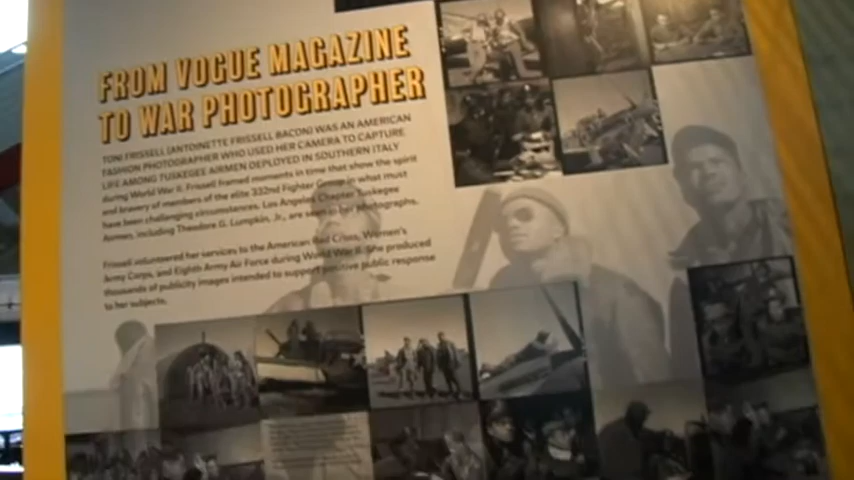 FROM VOGUE MAGAZINE
TO WAR PHOTOGRAPHER
TONI FRISSELL (ANTOINETTE FRISSELL BACON) WAS AN AMERICAN
FASHION PHOTOGRAPHER WHO USED HER CAMERA TO CAPTURE
LIFE AMONG TUSKEGEE AIRMEN DEPLOYED IN SOUTHERN ITALY
during World War II. Frissell framed moments in time that show the spirit
and bravery of members of the elite 332nd Fighter Group in what must
have been challenging circumstances. Los Angeles Chapter Tuskegee
Airmen, including Theodore G. Lumpkin, Jr., are seen in her photographs.
Frissell volunteered her services to the American Red Cross, Women's
Army Corps, and Eighth Army Air Force during World War II. She produced
thousands of publicity images intended to support positive public response
to her subjects.